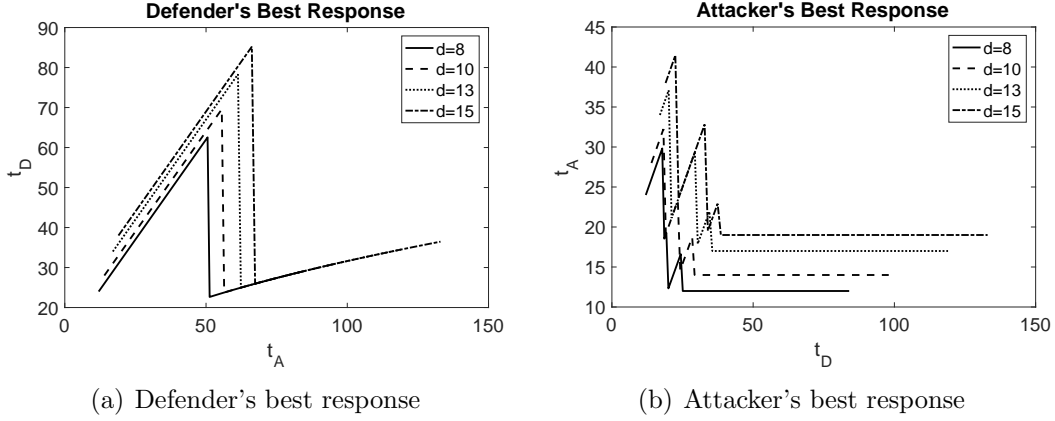 Defender's Best Response
90
80
70
60
50
40
30
20
t_D
0
50
100
150
t_A
d=8
d=10
d=13
d=15
(a) Defender's best response
Attacker's Best Response
45
40
35
30
25
20
15
10
t_A
0
50
100
150
t_D
d=8
d=10
d=13
d=15
(b) Attacker's best response